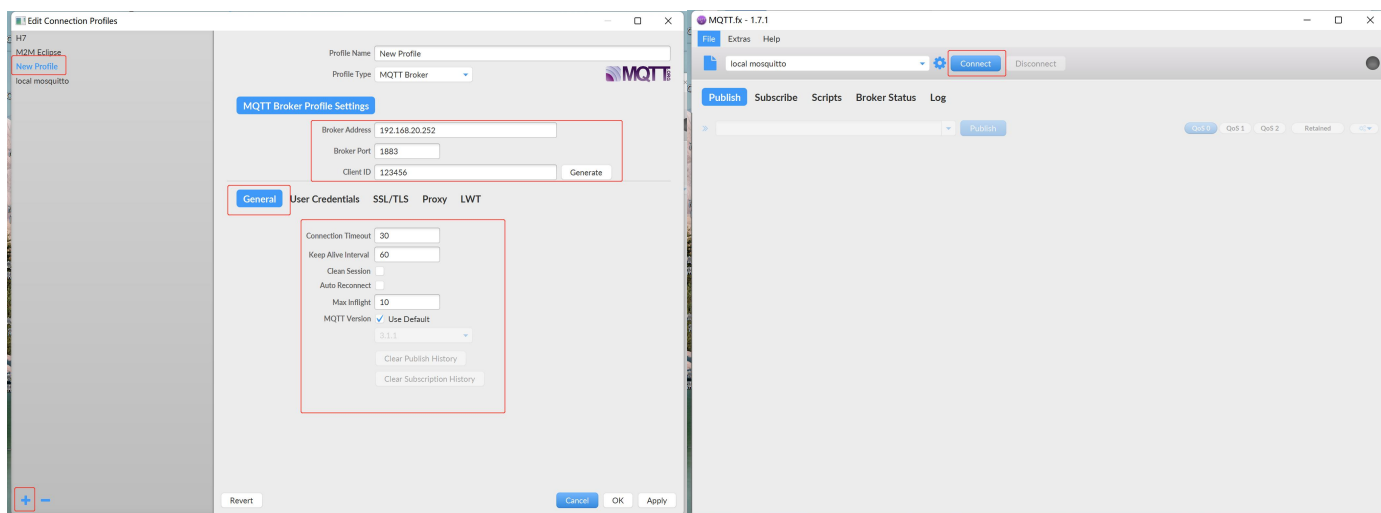 Edit Connection Profiles
H7
M2M Eclipse
New Profile
local mosquitto
Profile Name New Profile
Profile Type MQTT Broker
MQTT
MQTT Broker Profile Settings
Broker Address 192.168.20.252
Broker Port 1883
Client ID 123456 Generate
General User Credentials SSL/TLS Proxy LWT
Connection Timeout 30
Keep Alive Interval 60
Clean Session
Auto Reconnect
Max Inflight 10
MQTT Version Use Default
3.1.1
Clear Publish History
Clear Subscription History
Revert Cancel OK Apply
MQTT.fx - 1.7.1
File Extras Help
local mosquitto Connect Disconnect
Publish Subscribe Scripts Broker Status Log
Publish QoS 0 QoS 1 QoS 2 Retained